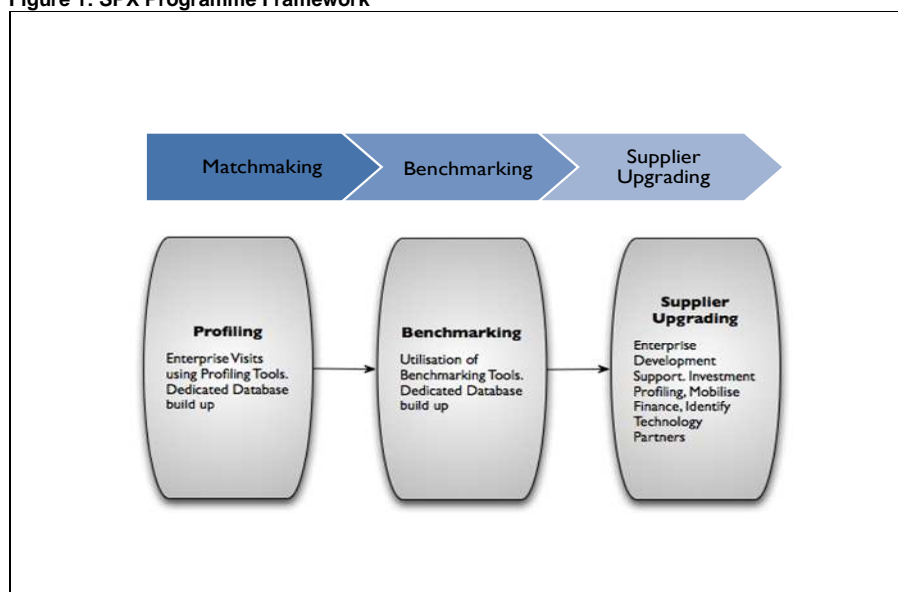 Figure 1: SPX Programme Framework
Matchmaking
Benchmarking
Supplier
Upgrading
Profiling
Enterprise Visits
using Profiling Tools.
Dedicated Database
build up
Benchmarking
Utilisation of
Benchmarking Tools.
Dedicated Database
build up
Supplier
Upgrading
Enterprise
Development
Support. Investment
Profiling, Mobilise
Finance, Identify
Technology
Partners